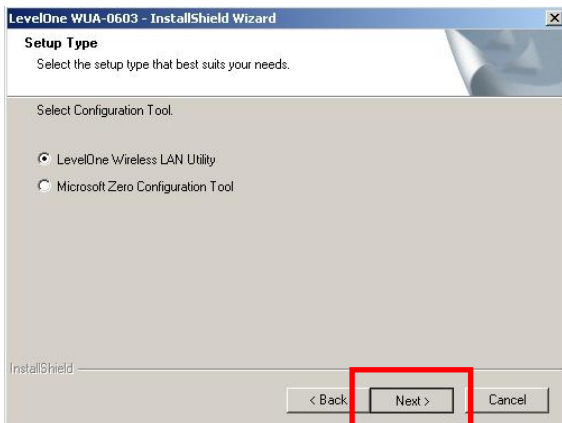 LevelOne WUA-0603 - InstallShield Wizard
Setup Type
Select the setup type that best suits your needs.
Select Configuration Tool.
LevelOne Wireless LAN Utility
Microsoft Zero Configuration Tool
InstallShield
< Back
Next >
Cancel